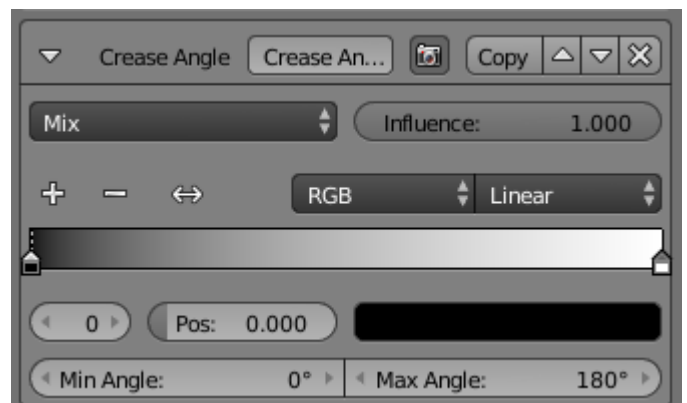 Crease Angle Crease An... Copy
Mix Influence: 1.000
RGB Linear
0 Pos: 0.000
Min Angle: 0° Max Angle: 180°